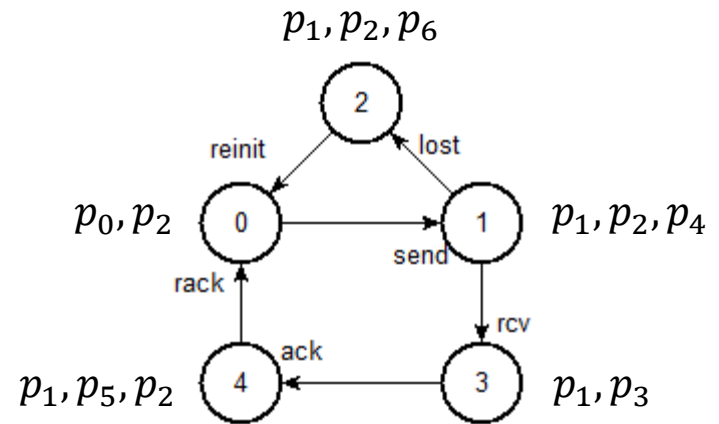 p₁, p₂, p₆
2
reinit
lost
p₀, p₂
0
1
p₁, p₂, p₄
send
rack
rcv
ack
p₁, p₅, p₂
4
3
p₁, p₃